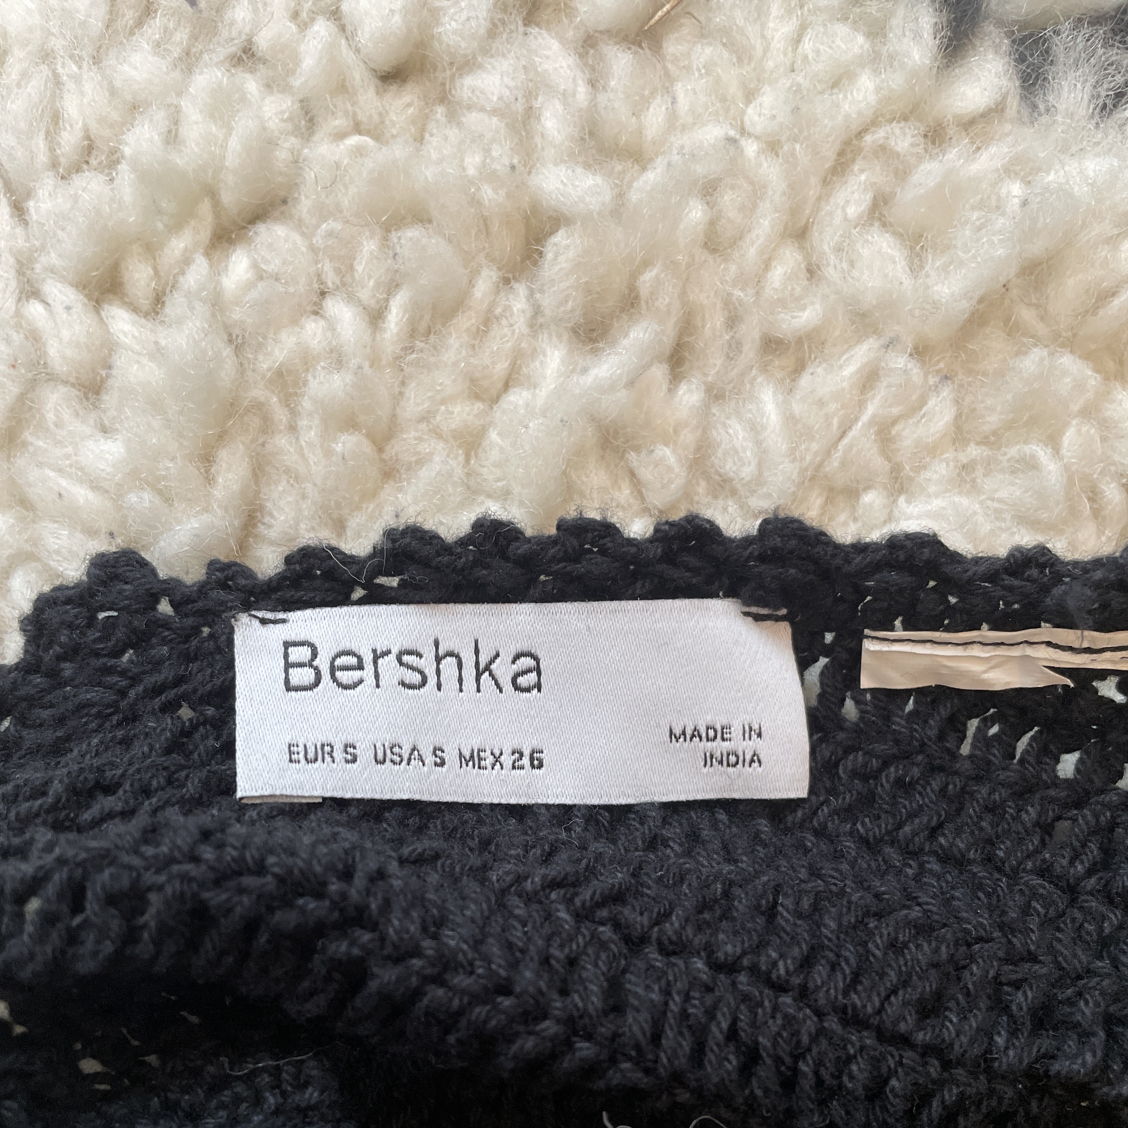 Bershka
EUR S USA S MEX 26
MADE IN
INDIA